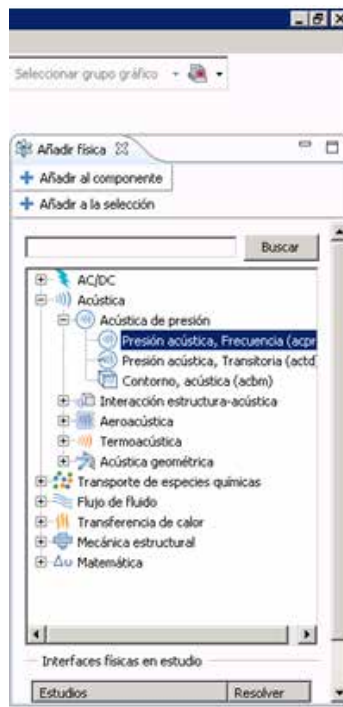 Seleccionar grupo gráfico
Añadir física
Añadir al componente
Añadir a la selección
Buscar
AC/DC
Acústica
Acústica de presión
Presión acústica, Frecuencia (acpr
Presión acústica, Transitoria (actd
Contorno, acústica (acbm)
Interacción estructura-acústica
Aeroacústica
Termoacústica
Acústica geométrica
Transporte de especies químicas
Flujo de fluido
Transferencia de calor
Mecánica estructural
Δu Matemática
Interfaces físicas en estudio
Estudios Resolver